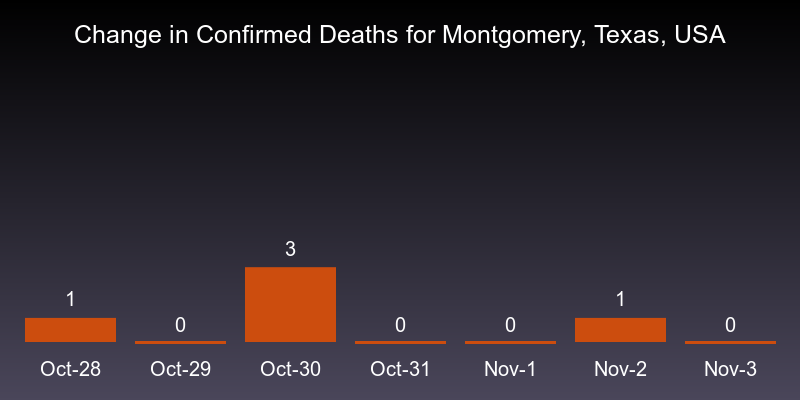 Change in Confirmed Deaths for Montgomery, Texas, USA
1 0 3 0 0 1 0
Oct-28 Oct-29 Oct-30 Oct-31 Nov-1 Nov-2 Nov-3